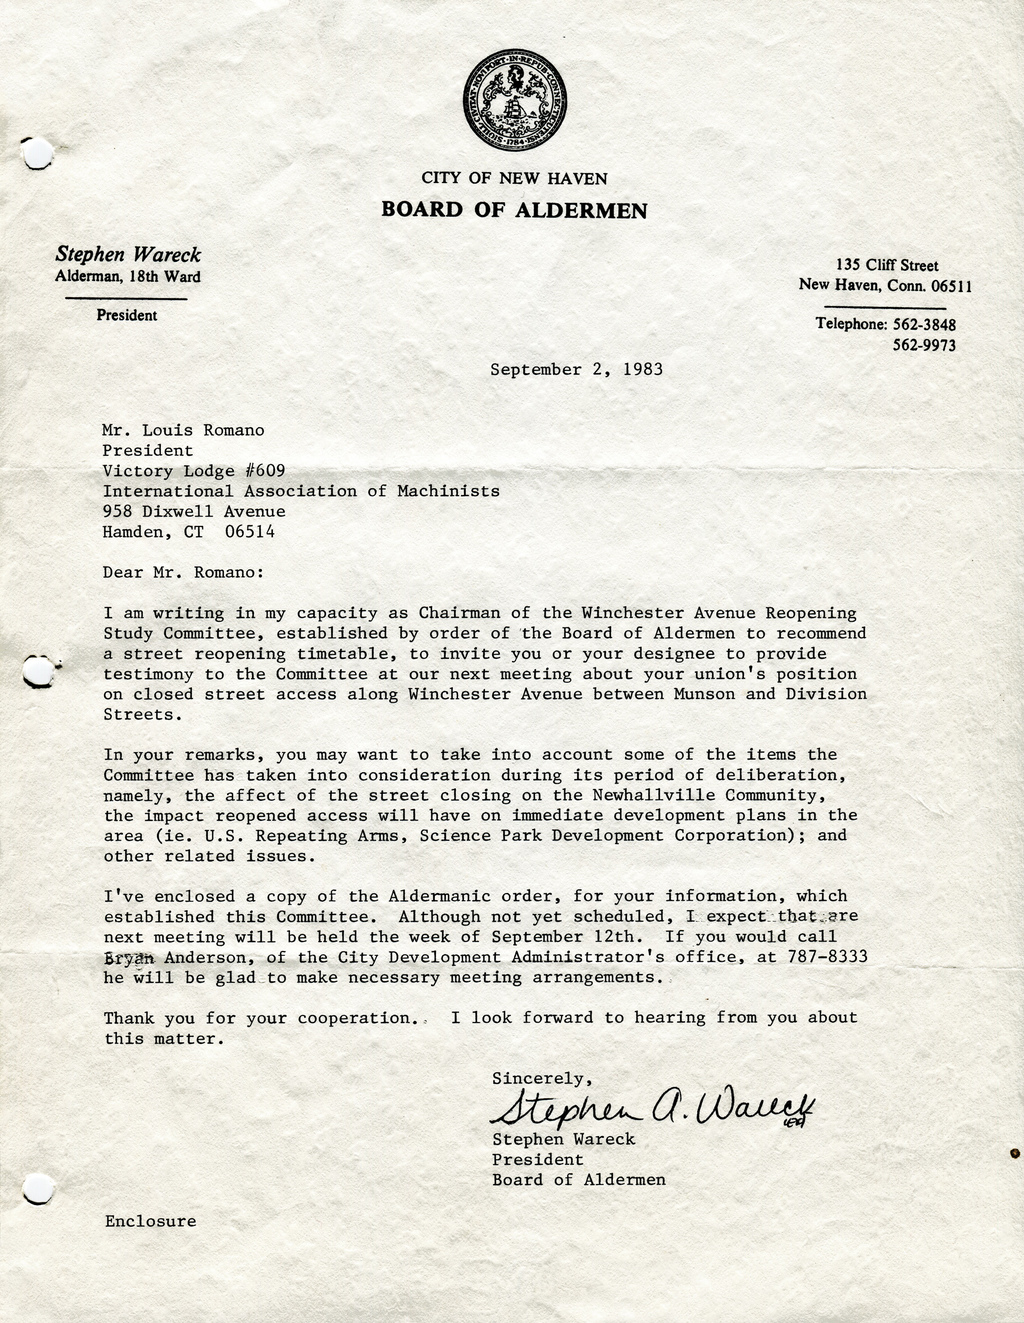 SIGILL·CIVITAT·NOVI·PORT·IN·REPUB·CONNECTICUTENSI
·1784·
CITY OF NEW HAVEN
BOARD OF ALDERMEN
Stephen Wareck
Alderman, 18th Ward
President
135 Cliff Street
New Haven, Conn. 06511
Telephone: 562-3848
562-9973
September 2, 1983
Mr. Louis Romano
President
Victory Lodge #609
International Association of Machinists
958 Dixwell Avenue
Hamden, CT  06514
Dear Mr. Romano:
I am writing in my capacity as Chairman of the Winchester Avenue Reopening
Study Committee, established by order of the Board of Aldermen to recommend
a street reopening timetable, to invite you or your designee to provide
testimony to the Committee at our next meeting about your union's position
on closed street access along Winchester Avenue between Munson and Division
Streets.
In your remarks, you may want to take into account some of the items the
Committee has taken into consideration during its period of deliberation,
namely, the affect of the street closing on the Newhallville Community,
the impact reopened access will have on immediate development plans in the
area (ie. U.S. Repeating Arms, Science Park Development Corporation); and
other related issues.
I've enclosed a copy of the Aldermanic order, for your information, which
established this Committee.  Although not yet scheduled, I expect that are
next meeting will be held the week of September 12th.  If you would call
Bryan Anderson, of the City Development Administrator's office, at 787-8333
he will be glad to make necessary meeting arrangements.
Thank you for your cooperation.  I look forward to hearing from you about
this matter.
Sincerely,
Stephen A. Wareck
Stephen Wareck
President
Board of Aldermen
Enclosure